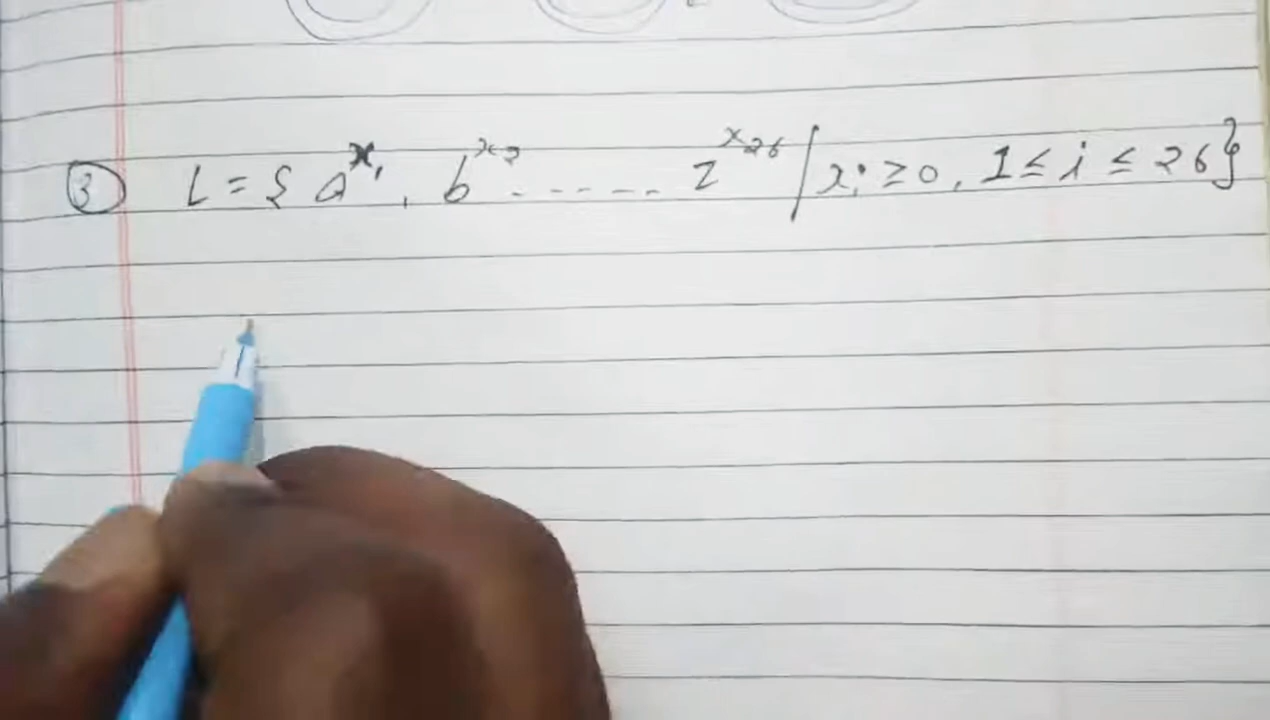 ③ L = { a^x₁, b^x₂ ------ z^x₂₆ / xᵢ ≥ 0, 1 ≤ i ≤ 26 }